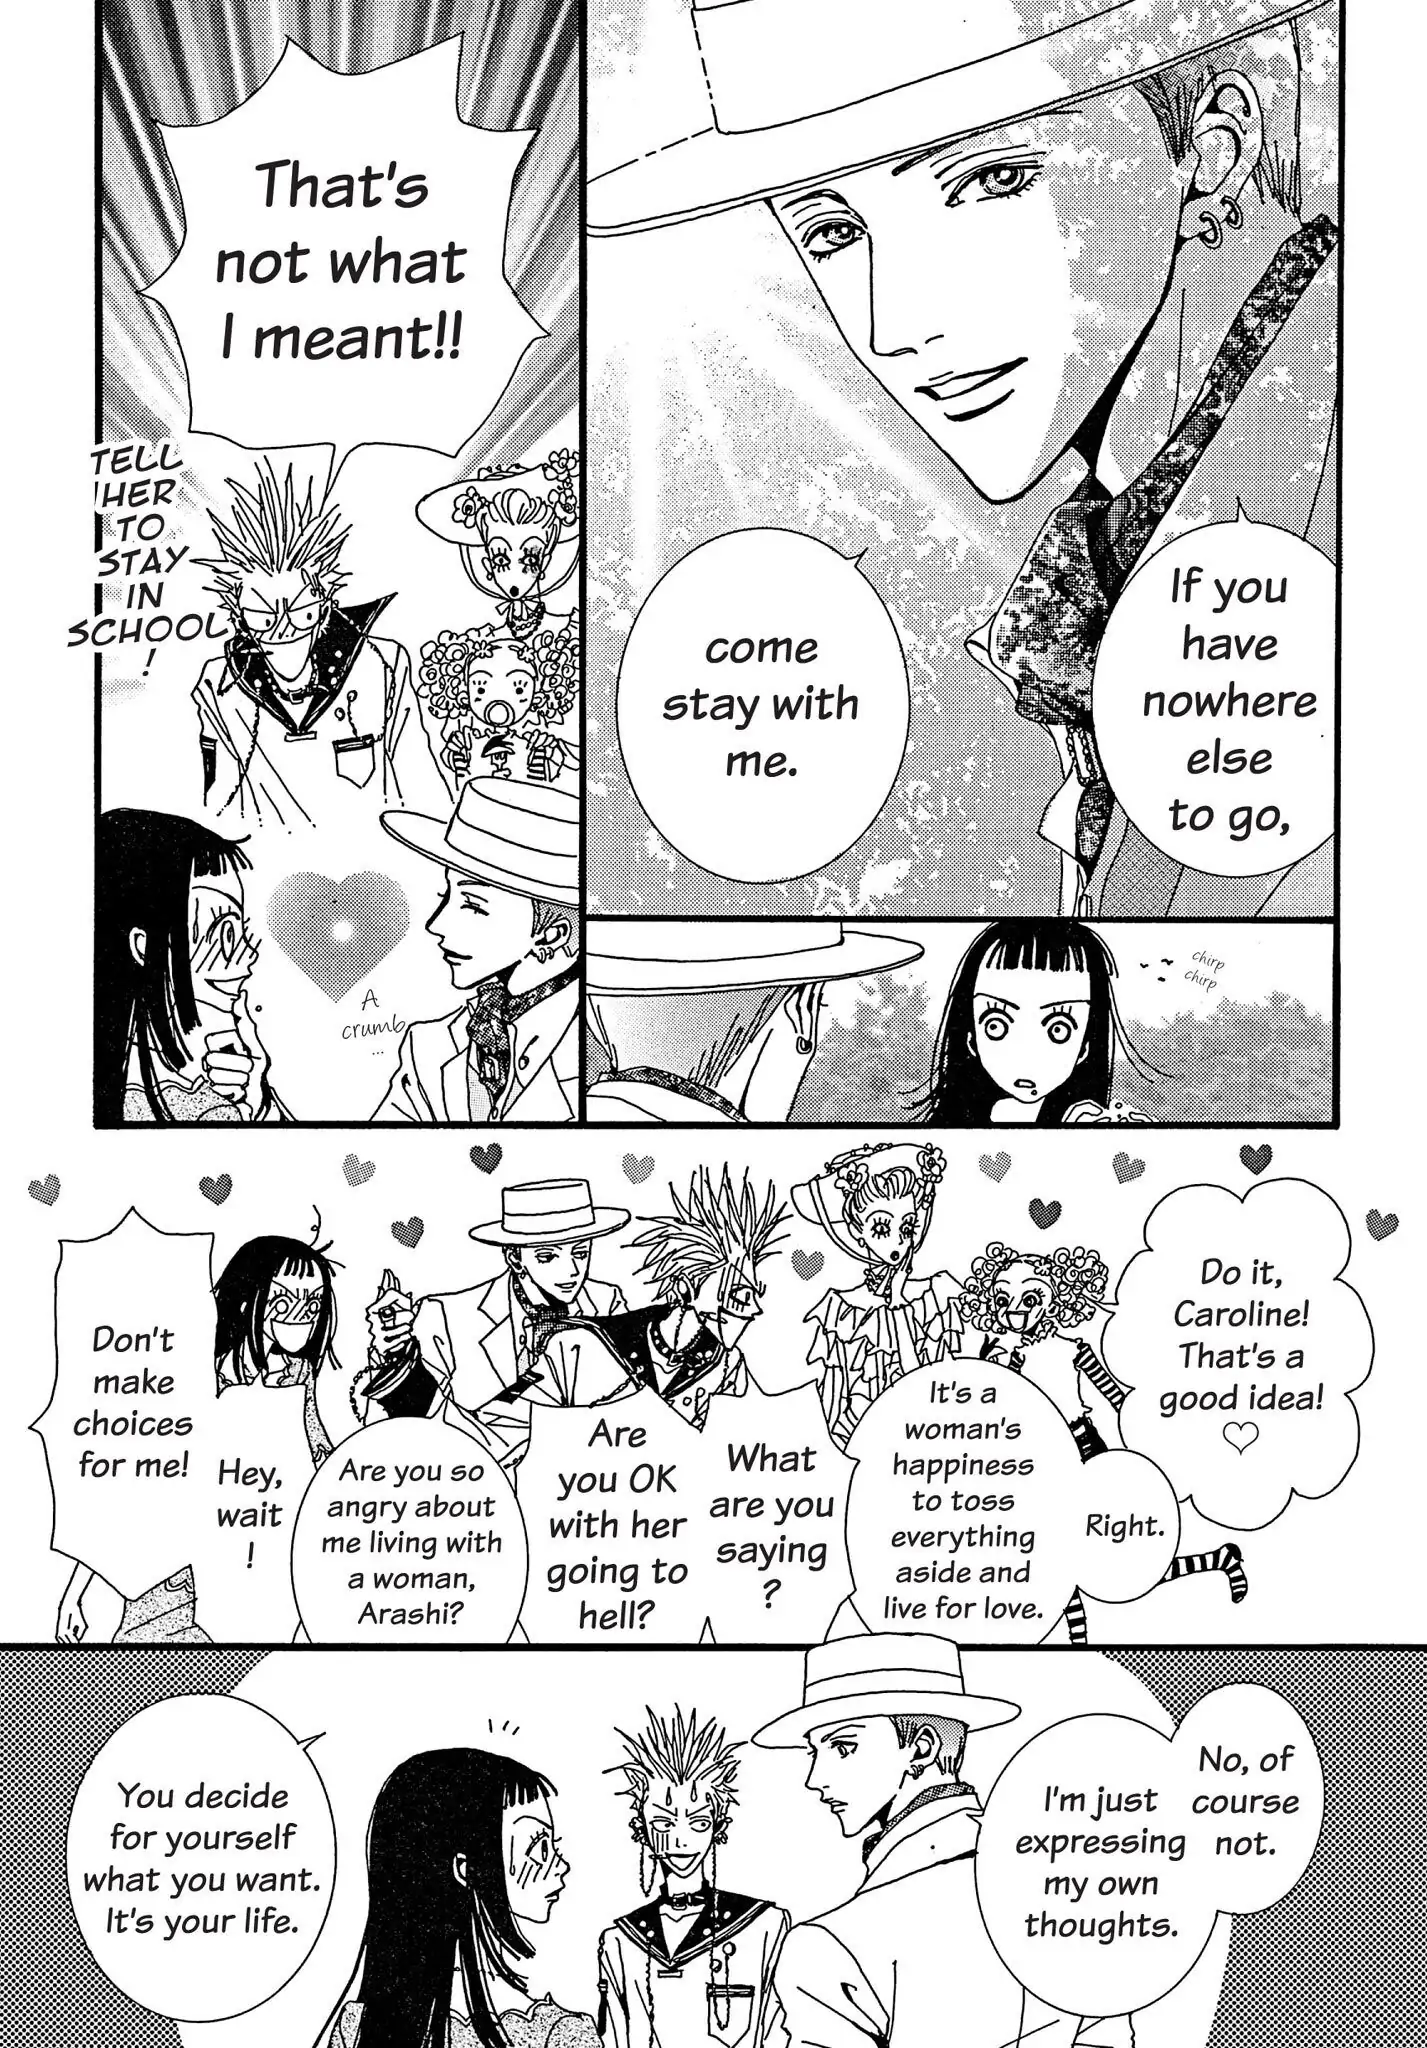 If you
have
nowhere
else
to go,
come
stay with
me.
chirp
chirp
That's
not what
I meant!!
TELL
HER
TO
STAY
IN
SCHOOL
!
A
crumb
...
Do it,
Caroline!
That's a
good idea!
♡
Right.
It's a
woman's
happiness
to toss
everything
aside and
live for love.
What
are you
saying
?
Are
you OK
with her
going to
hell?
Are you so
angry about
me living with
a woman,
Arashi?
Hey,
wait
!
Don't
make
choices
for me!
No, of
course
not.
I'm just
expressing
my own
thoughts.
You decide
for yourself
what you want.
It's your life.